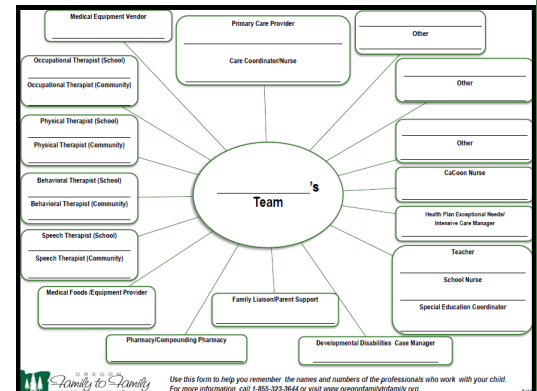 Medical Equipment Vendor
Primary Care Provider
Care Coordinator/Nurse
Other
Occupational Therapist (School)
Occupational Therapist (Community)
Other
Physical Therapist (School)
Physical Therapist (Community)
Other
Behavioral Therapist (School)
Behavioral Therapist (Community)
's
Team
CaCoon Nurse
Health Plan Exceptional Needs/
Intensive Care Manager
Speech Therapist (School)
Speech Therapist (Community)
Teacher
School Nurse
Special Education Coordinator
Medical Foods /Equipment Provider
Family Liaison/Parent Support
Pharmacy/Compounding Pharmacy
Developmental Disabilities Case Manager
OREGON
Family to Family
Use this form to help you remember the names and numbers of the professionals who work with your child.
For more information, call 1-855-323-3644 or visit www.oregonfamilytofamily.org